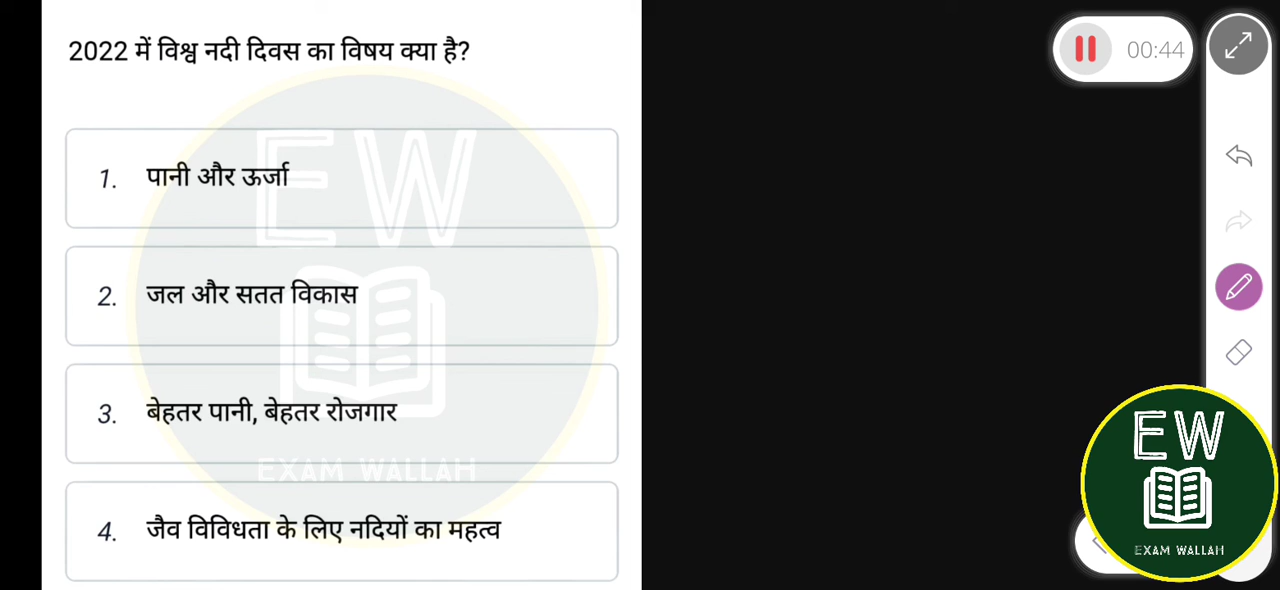 2022 में विश्व नदी दिवस का विषय क्या है?
00:44
1. पानी और ऊर्जा
2. जल और सतत विकास
3. बेहतर पानी, बेहतर रोजगार
4. जैव विविधता के लिए नदियों का महत्व
EW
EXAM WALLAH
EW
EXAM WALLAH